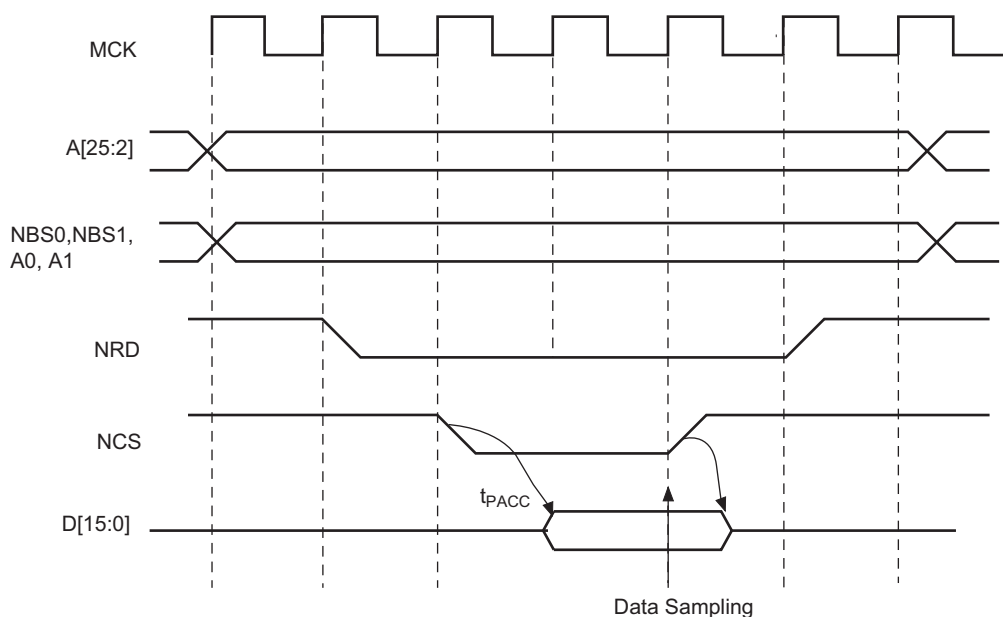 MCK
A[25:2]
NBS0,NBS1,
A0, A1
NRD
NCS
tPACC
D[15:0]
Data Sampling